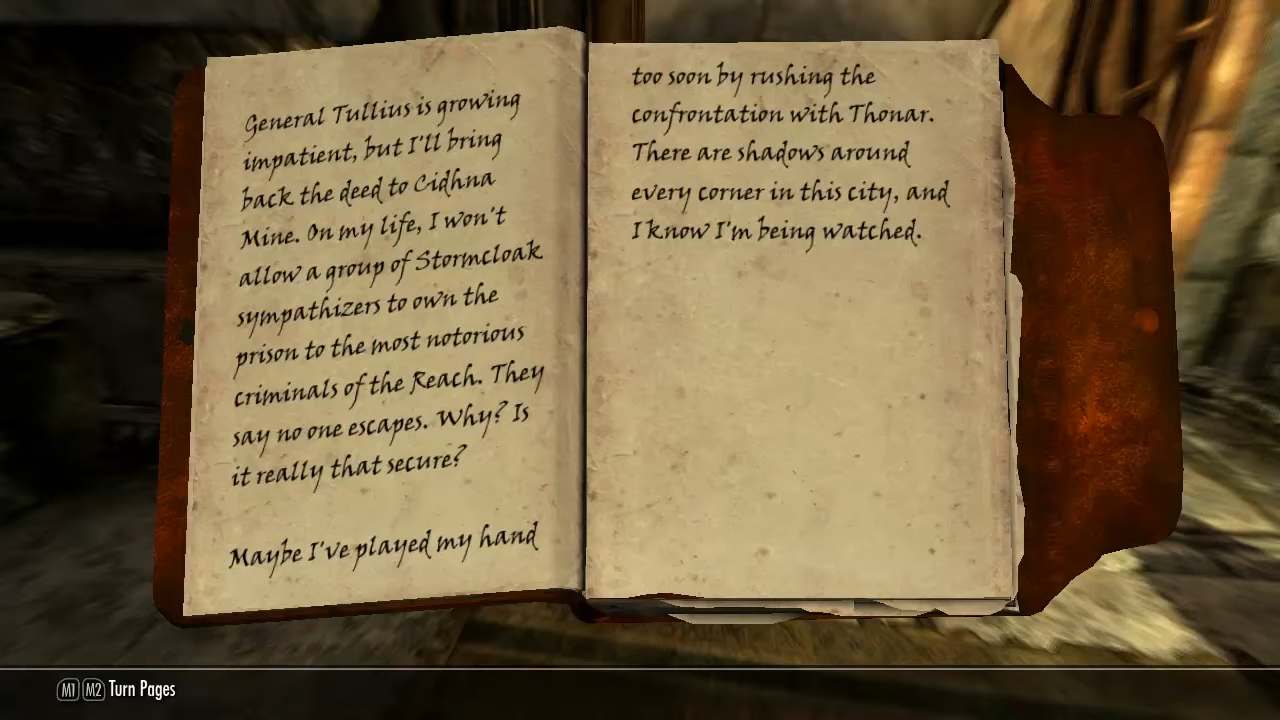 General Tullius is growing
impatient, but I'll bring
back the deed to Cidhna
Mine. On my life, I won't
allow a group of Stormcloak
sympathizers to own the
prison to the most notorious
criminals of the Reach. They
say no one escapes. Why? Is
it really that secure?
Maybe I've played my hand
too soon by rushing the
confrontation with Thonar.
There are shadows around
every corner in this city, and
I know I'm being watched.
M1 M2 Turn Pages